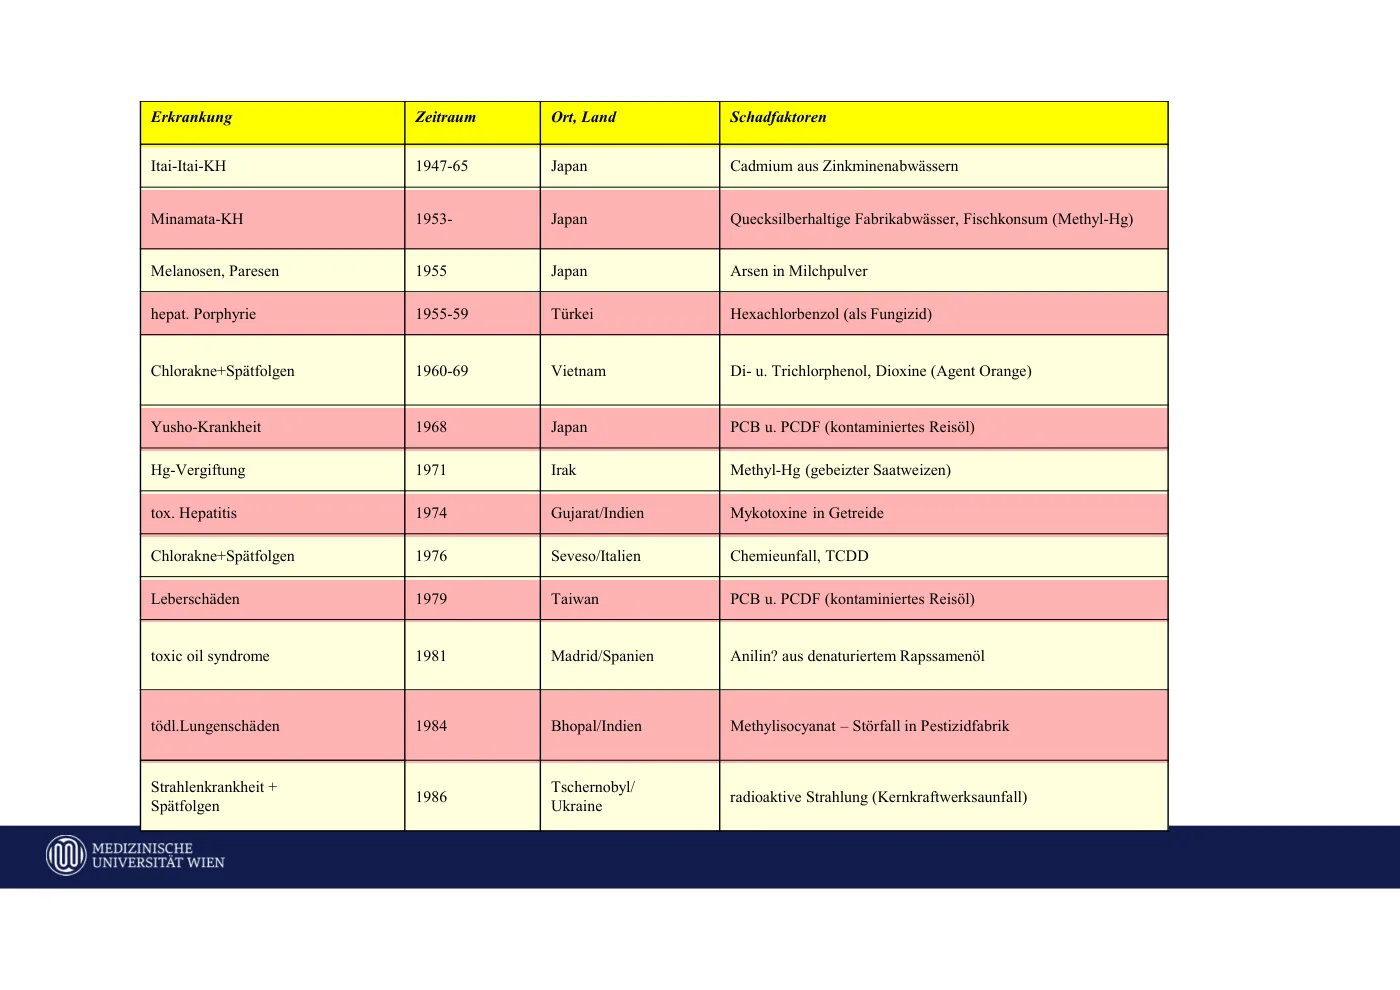 Erkrankung Zeitraum Ort, Land Schadfaktoren
Itai-Itai-KH 1947-65 Japan Cadmium aus Zinkminenabwässern
Minamata-KH 1953- Japan Quecksilberhaltige Fabrikabwässer, Fischkonsum (Methyl-Hg)
Melanosen, Paresen 1955 Japan Arsen in Milchpulver
hepat. Porphyrie 1955-59 Türkei Hexachlorbenzol (als Fungizid)
Chlorakne+Spätfolgen 1960-69 Vietnam Di- u. Trichlorphenol, Dioxine (Agent Orange)
Yusho-Krankheit 1968 Japan PCB u. PCDF (kontaminiertes Reisöl)
Hg-Vergiftung 1971 Irak Methyl-Hg (gebeizter Saatweizen)
tox. Hepatitis 1974 Gujarat/Indien Mykotoxine in Getreide
Chlorakne+Spätfolgen 1976 Seveso/Italien Chemieunfall, TCDD
Leberschäden 1979 Taiwan PCB u. PCDF (kontaminiertes Reisöl)
toxic oil syndrome 1981 Madrid/Spanien Anilin? aus denaturiertem Rapssamenöl
tödl.Lungenschäden 1984 Bhopal/Indien Methylisocyanat – Störfall in Pestizidfabrik
Strahlenkrankheit +
Spätfolgen 1986 Tschernobyl/
Ukraine radioaktive Strahlung (Kernkraftwerksaunfall)
MEDIZINISCHE
UNIVERSITÄT WIEN